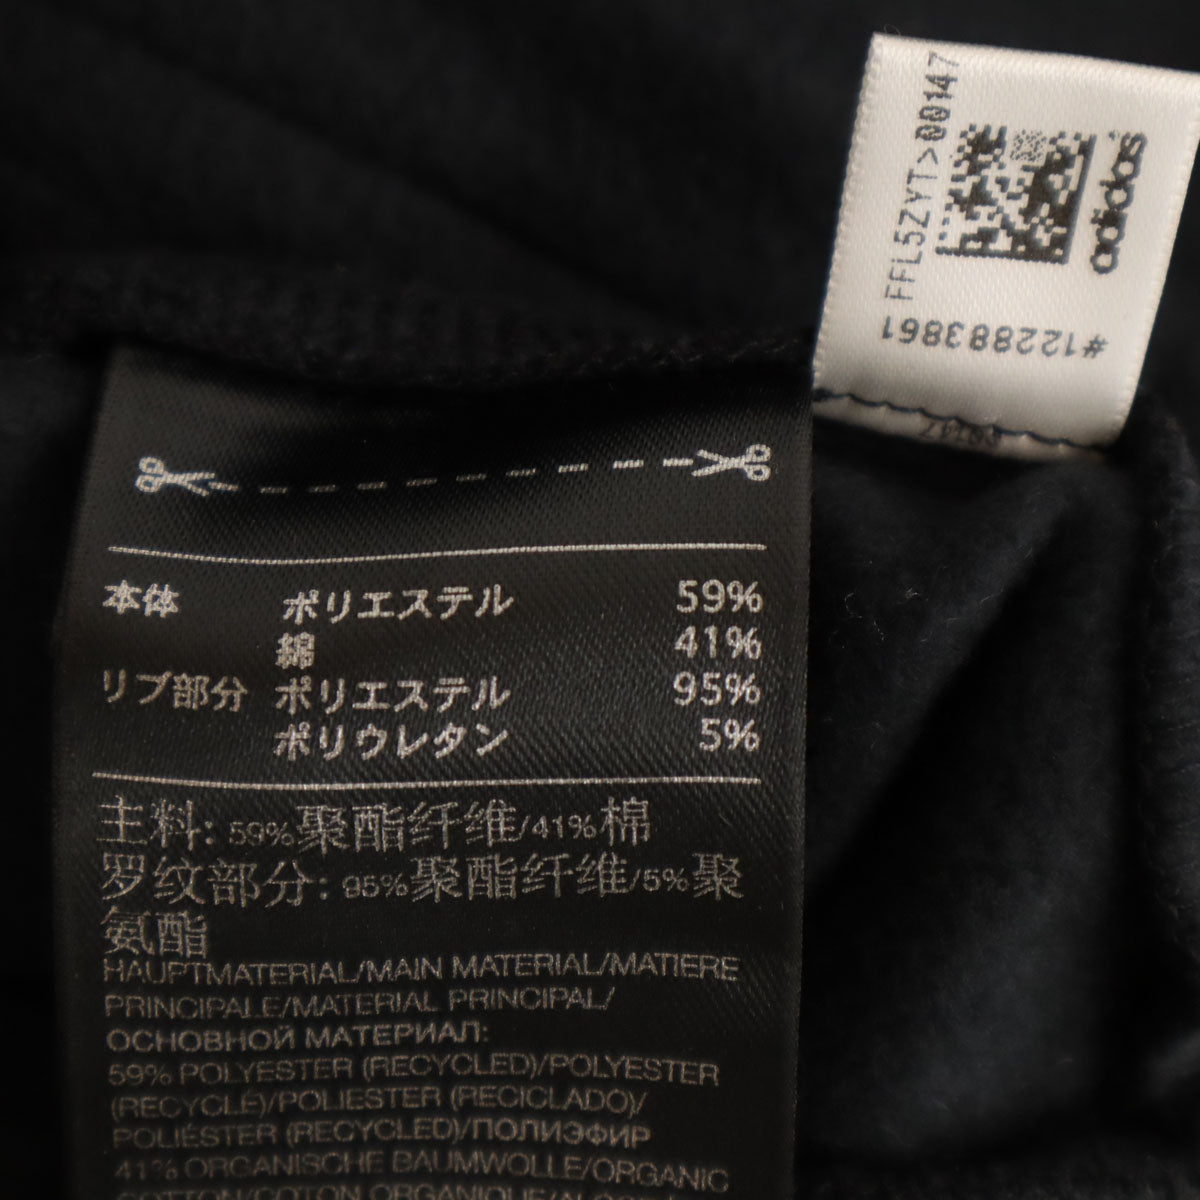 adidas
FFL5ZYT>00147
#122883861
本体 ポリエステル 59%
綿 41%
リブ部分 ポリエステル 95%
ポリウレタン 5%
主料: 59%聚酯纤维/41%棉
罗纹部分: 95%聚酯纤维/5%聚
氨酯
HAUPTMATERIAL/MAIN MATERIAL/MATIERE
PRINCIPALE/MATERIAL PRINCIPAL/
ОСНОВНОЙ МАТЕРИАЛ:
59% POLYESTER (RECYCLED)/POLYESTER
(RECYCLÉ)/POLIESTER (RECICLADO)/
POLIÉSTER (RECYCLED)/ПОЛИЭФИР
41% ORGANISCHE BAUMWOLLE/ORGANIC
COTTON/COTON ORGANIQUE/